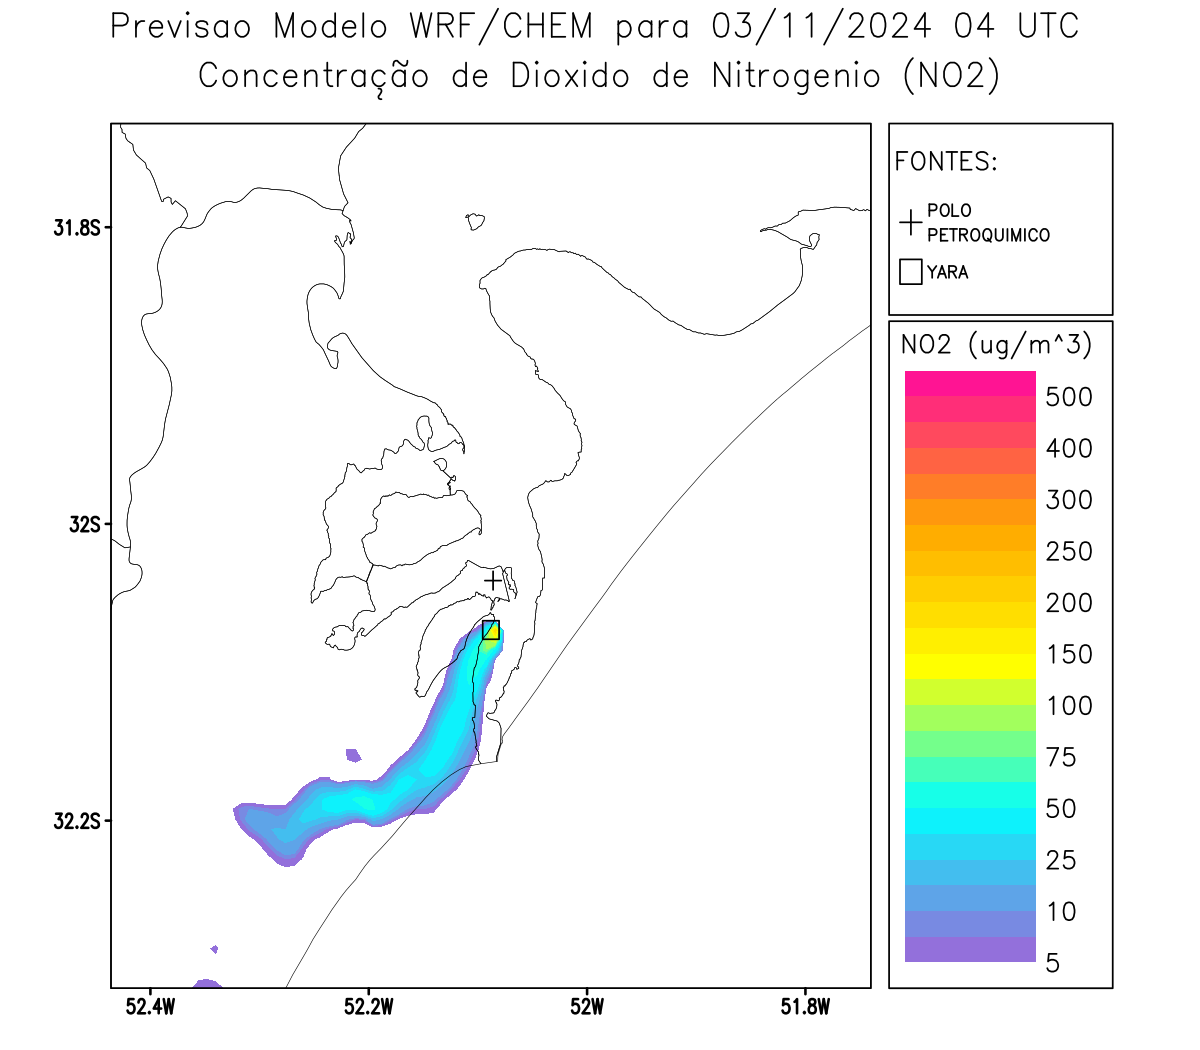 Previsao Modelo WRF/CHEM para 03/11/2024 04 UTC
Concentração de Dioxido de Nitrogenio (NO2)
FONTES:
POLO
PETROQUIMICO
YARA
NO2 (ug/m^3)
500
400
300
250
200
150
100
75
50
25
10
5
31.8S
32S
32.2S
52.4W
52.2W
52W
51.8W